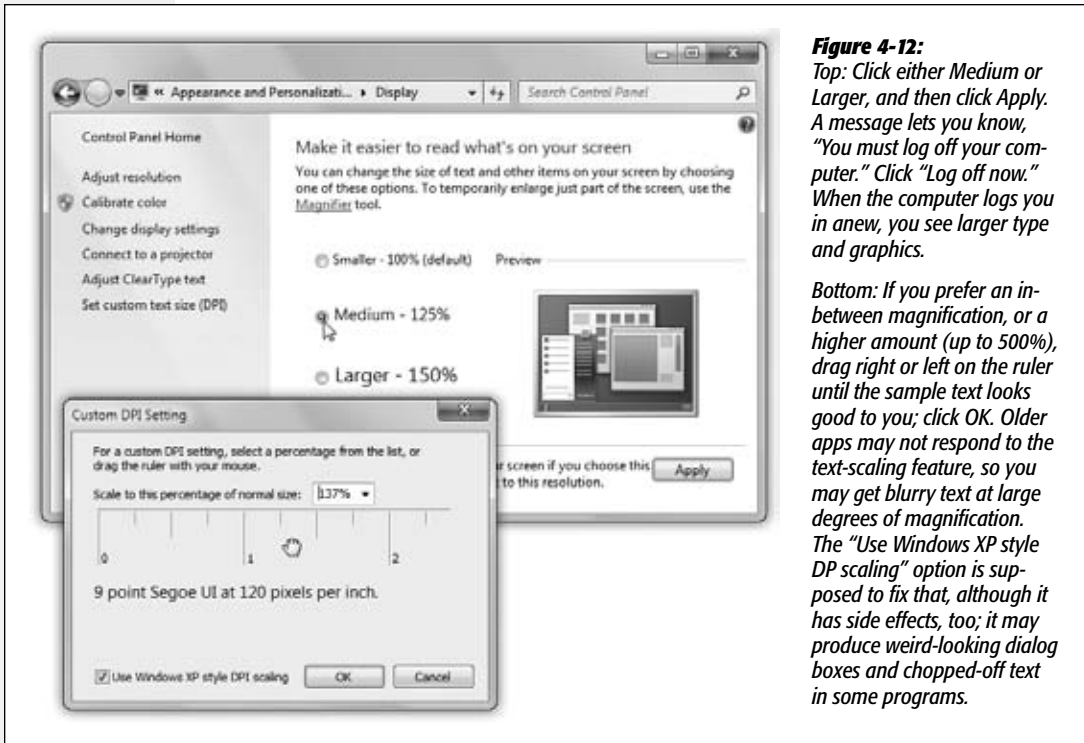 Appearance and Personalizati... Display
Search Control Panel
Control Panel Home
Adjust resolution
Calibrate color
Change display settings
Connect to a projector
Adjust ClearType text
Set custom text size (DPI)
Make it easier to read what's on your screen
You can change the size of text and other items on your screen by choosing
one of these options. To temporarily enlarge just part of the screen, use the
Magnifier tool.
Smaller - 100% (default)
Preview
Medium - 125%
Larger - 150%
screen if you choose this
to this resolution.
Apply
Custom DPI Setting
For a custom DPI setting, select a percentage from the list, or
drag the ruler with your mouse.
Scale to this percentage of normal size: 137%
0 1 2
9 point Segoe UI at 120 pixels per inch.
Use Windows XP style DPI scaling
OK
Cancel
Figure 4-12:
Top: Click either Medium or
Larger, and then click Apply.
A message lets you know,
“You must log off your com-
puter.” Click “Log off now.”
When the computer logs you
in anew, you see larger type
and graphics.
Bottom: If you prefer an in-
between magnification, or a
higher amount (up to 500%),
drag right or left on the ruler
until the sample text looks
good to you; click OK. Older
apps may not respond to the
text-scaling feature, so you
may get blurry text at large
degrees of magnification.
The “Use Windows XP style
DP scaling” option is sup-
posed to fix that, although it
has side effects, too; it may
produce weird-looking dialog
boxes and chopped-off text
in some programs.